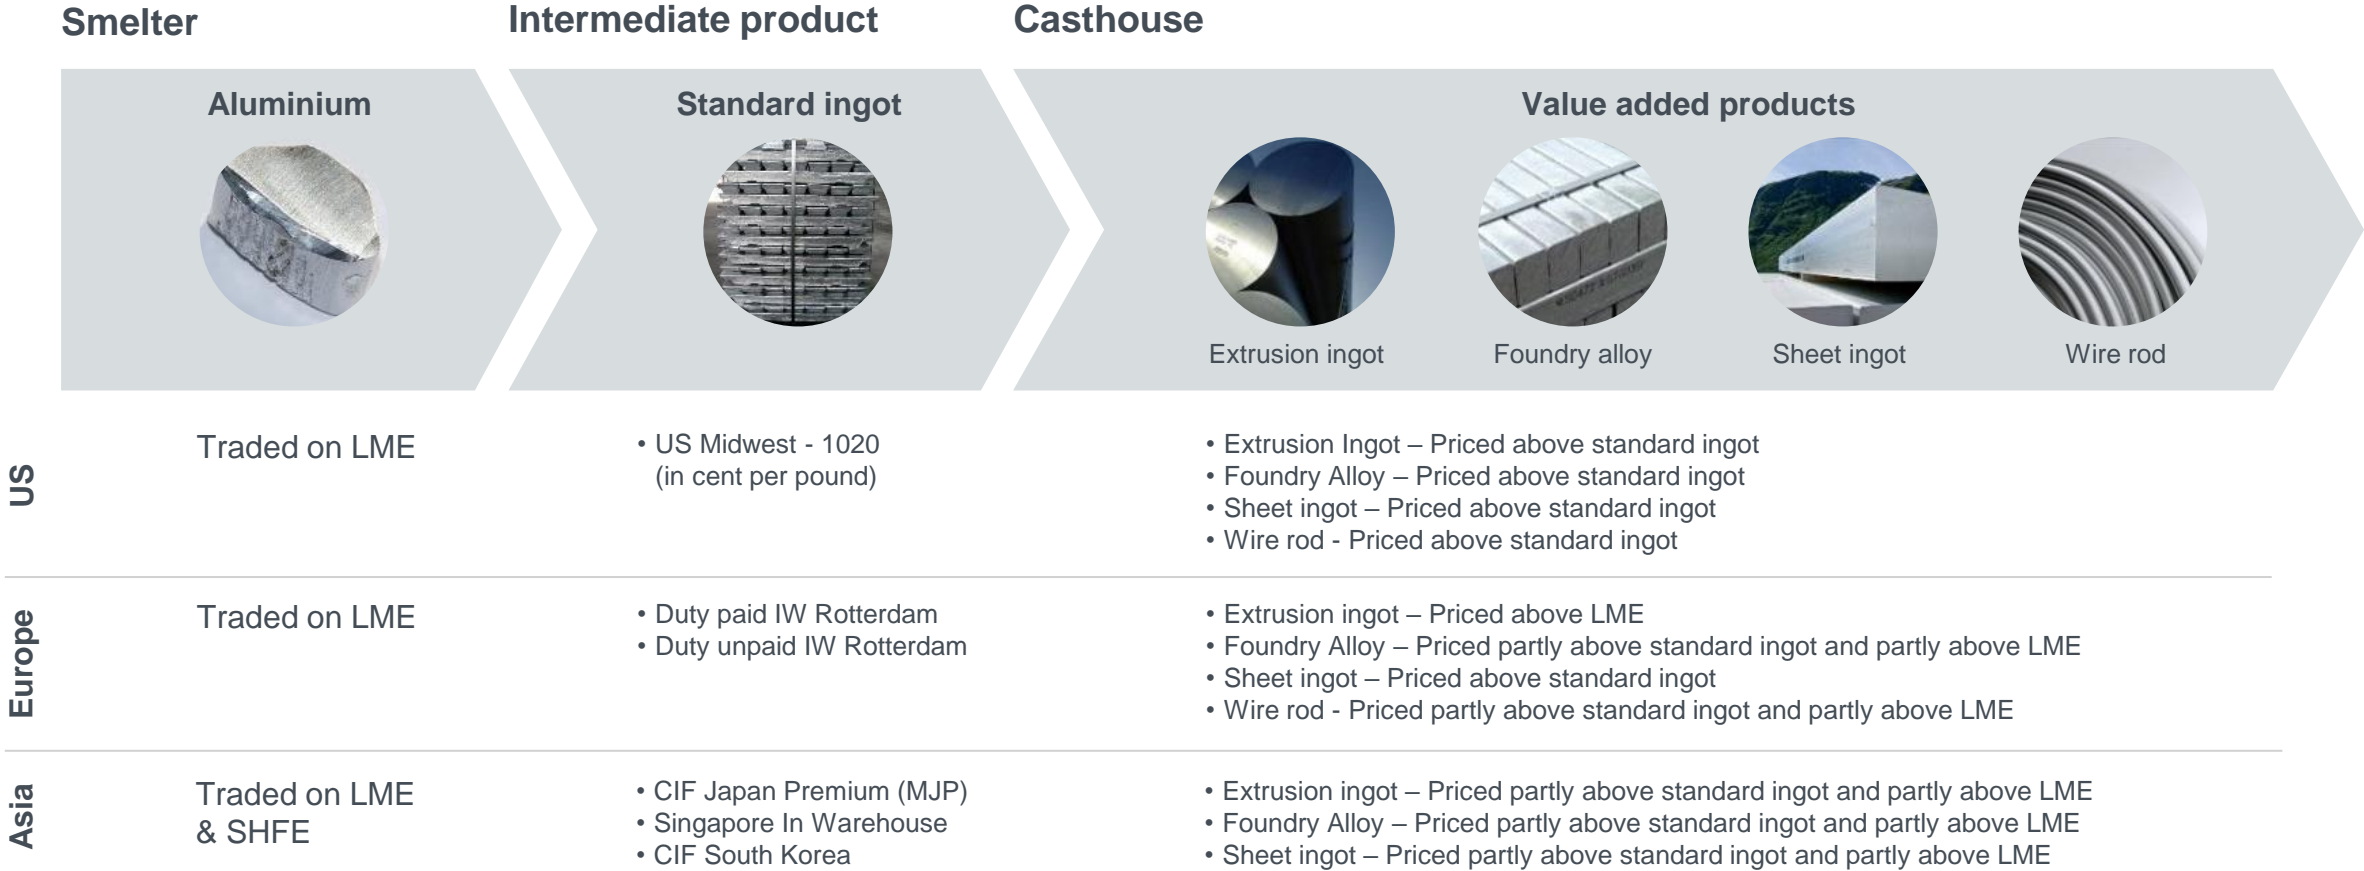 Smelter
Intermediate product
Casthouse
Aluminium
Standard ingot
Value added products
Extrusion ingot
Foundry alloy
Sheet ingot
Wire rod
US
Traded on LME
• US Midwest - 1020
(in cent per pound)
• Extrusion Ingot – Priced above standard ingot
• Foundry Alloy – Priced above standard ingot
• Sheet ingot – Priced above standard ingot
• Wire rod - Priced above standard ingot
Europe
Traded on LME
• Duty paid IW Rotterdam
• Duty unpaid IW Rotterdam
• Extrusion ingot – Priced above LME
• Foundry Alloy – Priced partly above standard ingot and partly above LME
• Sheet ingot – Priced above standard ingot
• Wire rod - Priced partly above standard ingot and partly above LME
Asia
Traded on LME
& SHFE
• CIF Japan Premium (MJP)
• Singapore In Warehouse
• CIF South Korea
• Extrusion ingot – Priced partly above standard ingot and partly above LME
• Foundry Alloy – Priced partly above standard ingot and partly above LME
• Sheet ingot – Priced partly above standard ingot and partly above LME